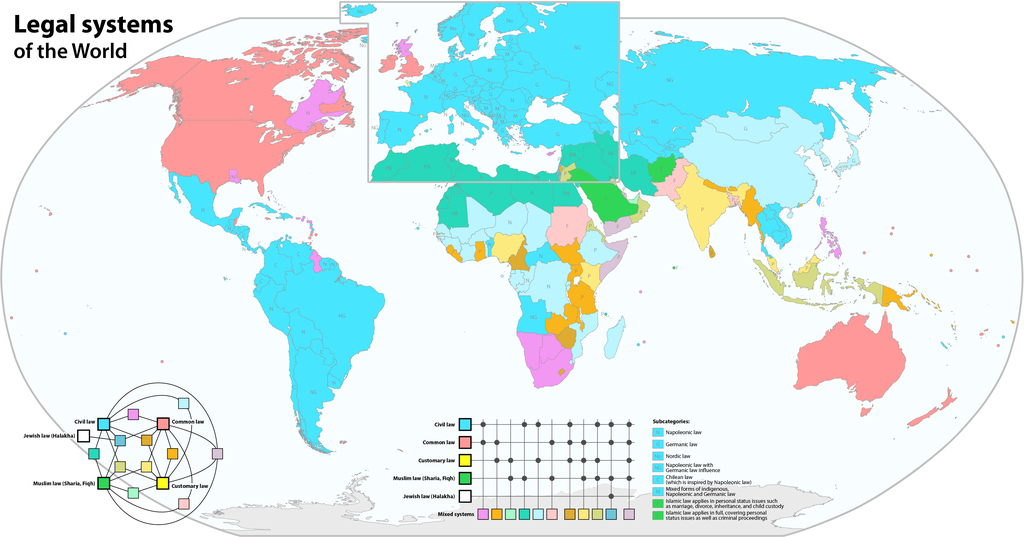 Legal systems
of the World
Civil law
Common law
Jewish law (Halakha)
Muslim law (Sharia, Fiqh)
Customary law
Civil law
Common law
Custumary law
Muslim law (Sharia, Fiqh)
Jewish law (Halakha)
Mixed systems
Subcategories:
Napoleonic law
Germanic law
Nordic law
Napoleonic law with
Germanic law influence
Chilean law
(which is inspired by Napoleonic law)
Mixed forms of Indigenous,
Napoleonic and Germanic law
Islamic law applies in personal status issues such
as marriage, divorce, inheritance, and child custody
Islamic law applies in full, covering personal
status issues as well as criminal proceedings